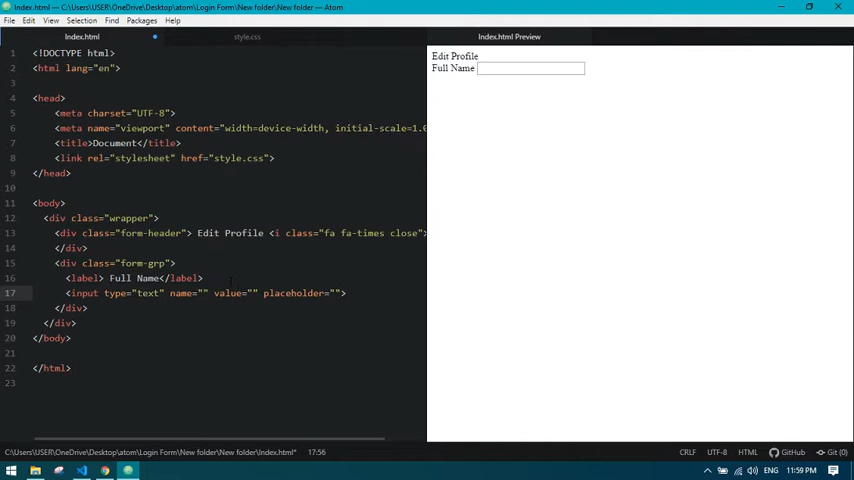 Index.html — C:\Users\USER\OneDrive\Desktop\atom\Login Form\New folder\New folder — Atom
File Edit View Selection Find Packages Help
Index.html
style.css
Index.html Preview
1 <!DOCTYPE html>
2 <html lang="en">
3
4 <head>
5 <meta charset="UTF-8">
6 <meta name="viewport" content="width=device-width, initial-scale=1.0
7 <title>Document</title>
8 <link rel="stylesheet" href="style.css">
9 </head>
10
11 <body>
12 <div class="wrapper">
13 <div class="form-header"> Edit Profile <i class="fa fa-times close">
14 </div>
15 <div class="form-grp">
16 <label> Full Name</label>
17 <input type="text" name="" value="" placeholder="">
18 </div>
19 </div>
20 </body>
21
22 </html>
23
Edit Profile
Full Name
C:\Users\USER\OneDrive\Desktop\atom\Login Form\New folder\New folder\Index.html* 17:56 CRLF UTF-8 HTML GitHub Git (0)
ENG 11:59 PM